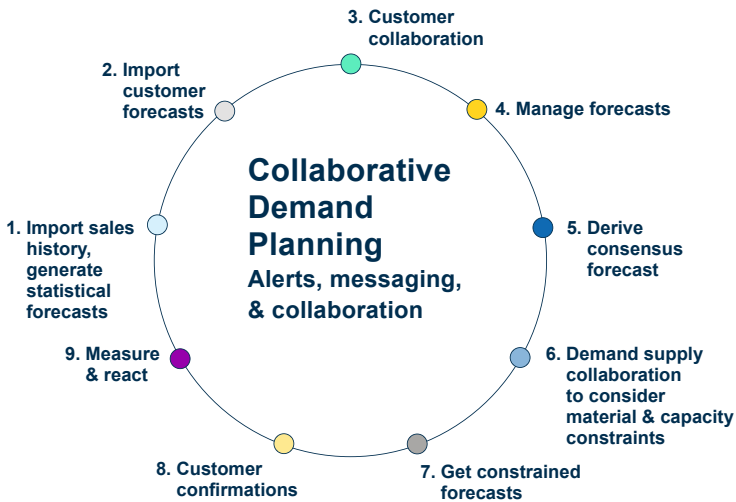 3. Customer
collaboration
2. Import
customer
forecasts
4. Manage forecasts
Collaborative
Demand
Planning
Alerts, messaging,
& collaboration
1. Import sales
history,
generate
statistical
forecasts
5. Derive
consensus
forecast
9. Measure
& react
6. Demand supply
collaboration
to consider
material & capacity
constraints
8. Customer
confirmations
7. Get constrained
forecasts